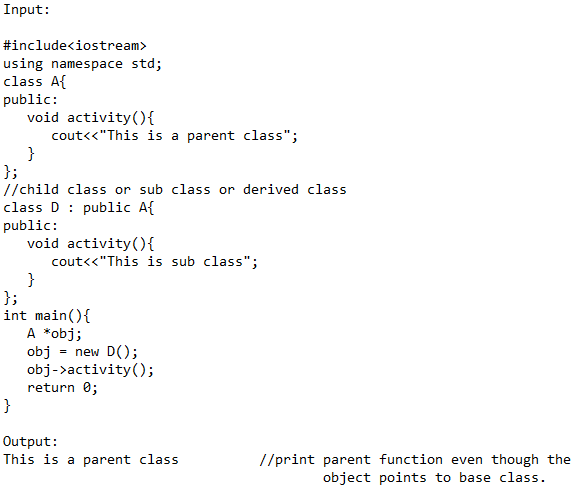 Input:

#include<iostream>
using namespace std;
class A{
public:
   void activity(){
      cout<<"This is a parent class";
   }
};
//child class or sub class or derived class
class D : public A{
public:
   void activity(){
      cout<<"This is sub class";
   }
};
int main(){
   A *obj;
   obj = new D();
   obj->activity();
   return 0;
}

Output:
This is a parent class          //print parent function even though the
                                        object points to base class.